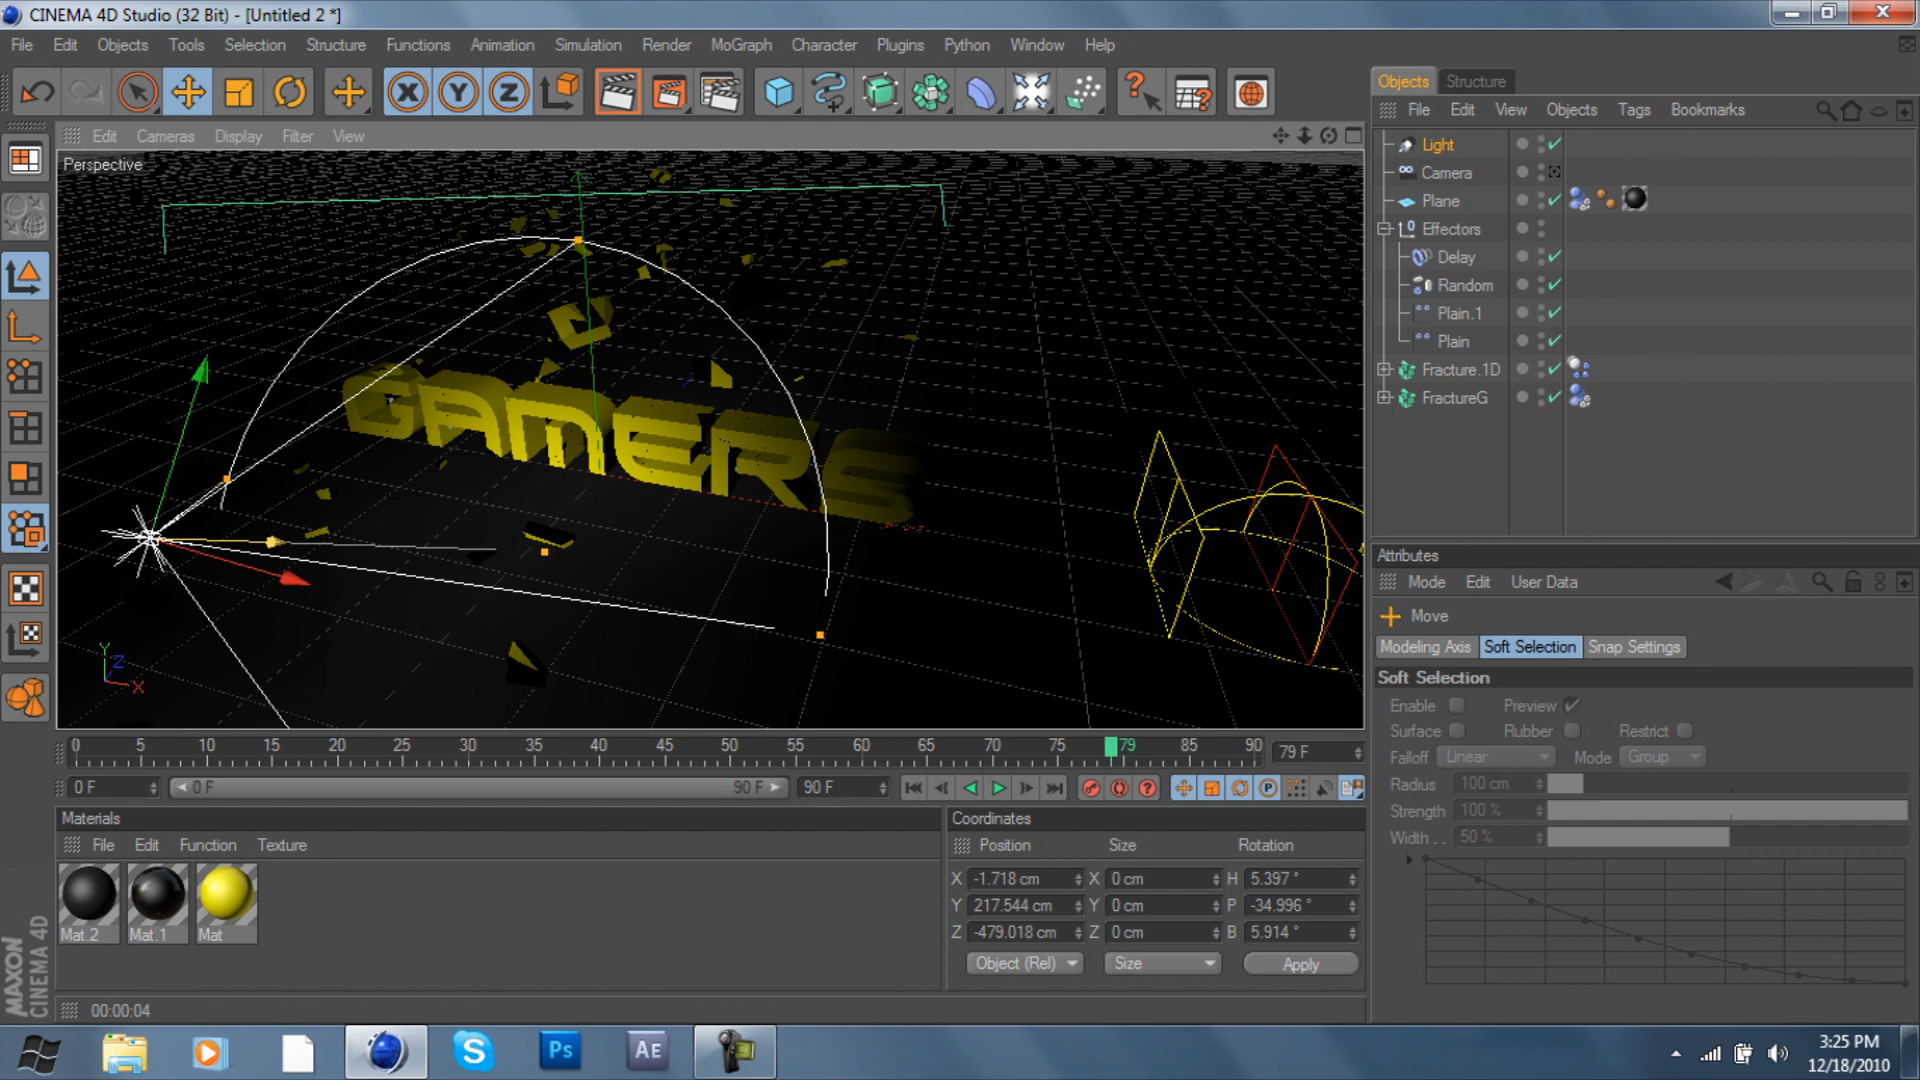 CINEMA 4D Studio (32 Bit) - [Untitled 2 *]
File Edit Objects Tools Selection Structure Functions Animation Simulation Render MoGraph Character Plugins Python Window Help
X Y Z
Edit Cameras Display Filter View
Perspective
GAMERS
Y
Z
X
0 5 10 15 20 25 30 35 40 45 50 55 60 65 70 75 79 85 90 79 F
0 F 0 F 90 F 90 F
Materials
File Edit Function Texture
Mat.2 Mat.1 Mat
Coordinates
Position Size Rotation
X -1.718 cm X 0 cm H 5.397 °
Y 217.544 cm Y 0 cm P -34.996 °
Z -479.018 cm Z 0 cm B 5.914 °
Object (Rel) Size Apply
MAXON
CINEMA 4D
00:00:04
Objects Structure
File Edit View Objects Tags Bookmarks
Light
Camera
Plane
Effectors
Delay
Random
Plain.1
Plain
Fracture.1D
FractureG
Attributes
Mode Edit User Data
Move
Modeling Axis Soft Selection Snap Settings
Soft Selection
Enable Preview
Surface Rubber Restrict
Falloff Linear Mode Group
Radius 100 cm
Strength 100 %
Width . . 50 %
S Ps AE
3:25 PM
12/18/2010